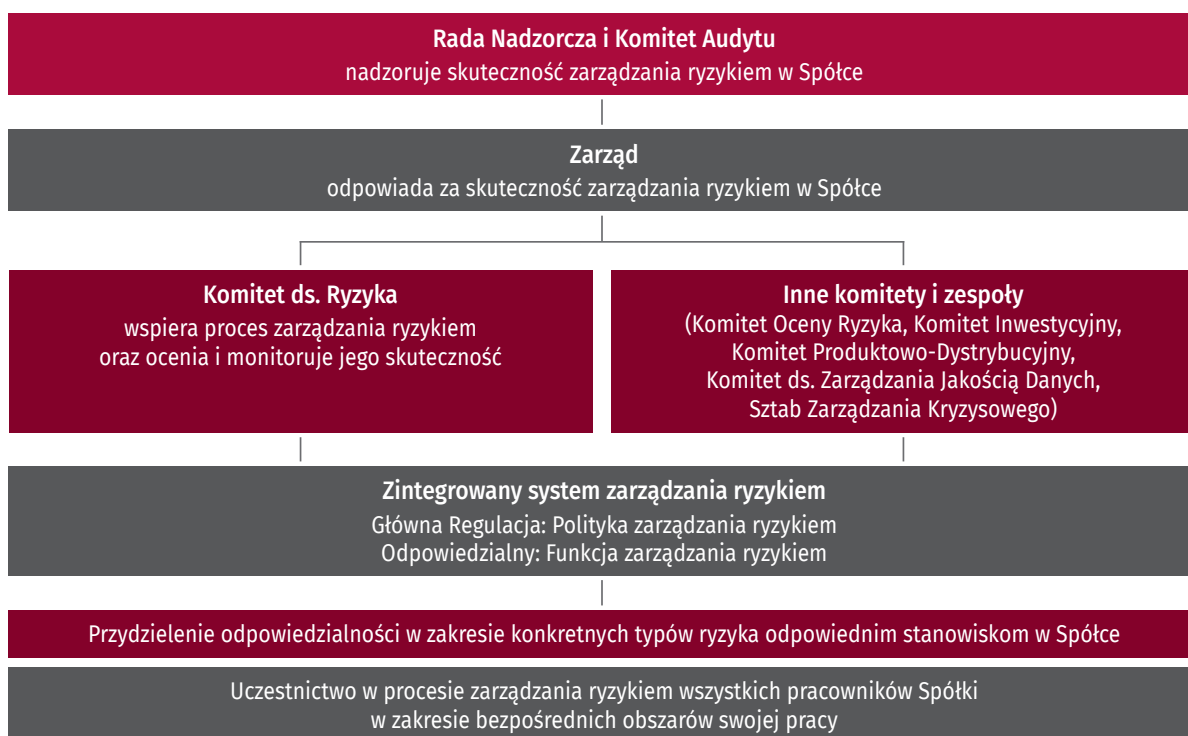 Rada Nadzorcza i Komitet Audytu
nadzoruje skuteczność zarządzania ryzykiem w Spółce
Zarząd
odpowiada za skuteczność zarządzania ryzykiem w Spółce
Komitet ds. Ryzyka
wspiera proces zarządzania ryzykiem
oraz ocenia i monitoruje jego skuteczność
Inne komitety i zespoły
(Komitet Oceny Ryzyka, Komitet Inwestycyjny,
Komitet Produktowo-Dystrybucyjny,
Komitet ds. Zarządzania Jakością Danych,
Sztab Zarządzania Kryzysowego)
Zintegrowany system zarządzania ryzykiem
Główna Regulacja: Polityka zarządzania ryzykiem
Odpowiedzialny: Funkcja zarządzania ryzykiem
Przydzielenie odpowiedzialności w zakresie konkretnych typów ryzyka odpowiednim stanowiskom w Spółce
Uczestnictwo w procesie zarządzania ryzykiem wszystkich pracowników Spółki
w zakresie bezpośrednich obszarów swojej pracy